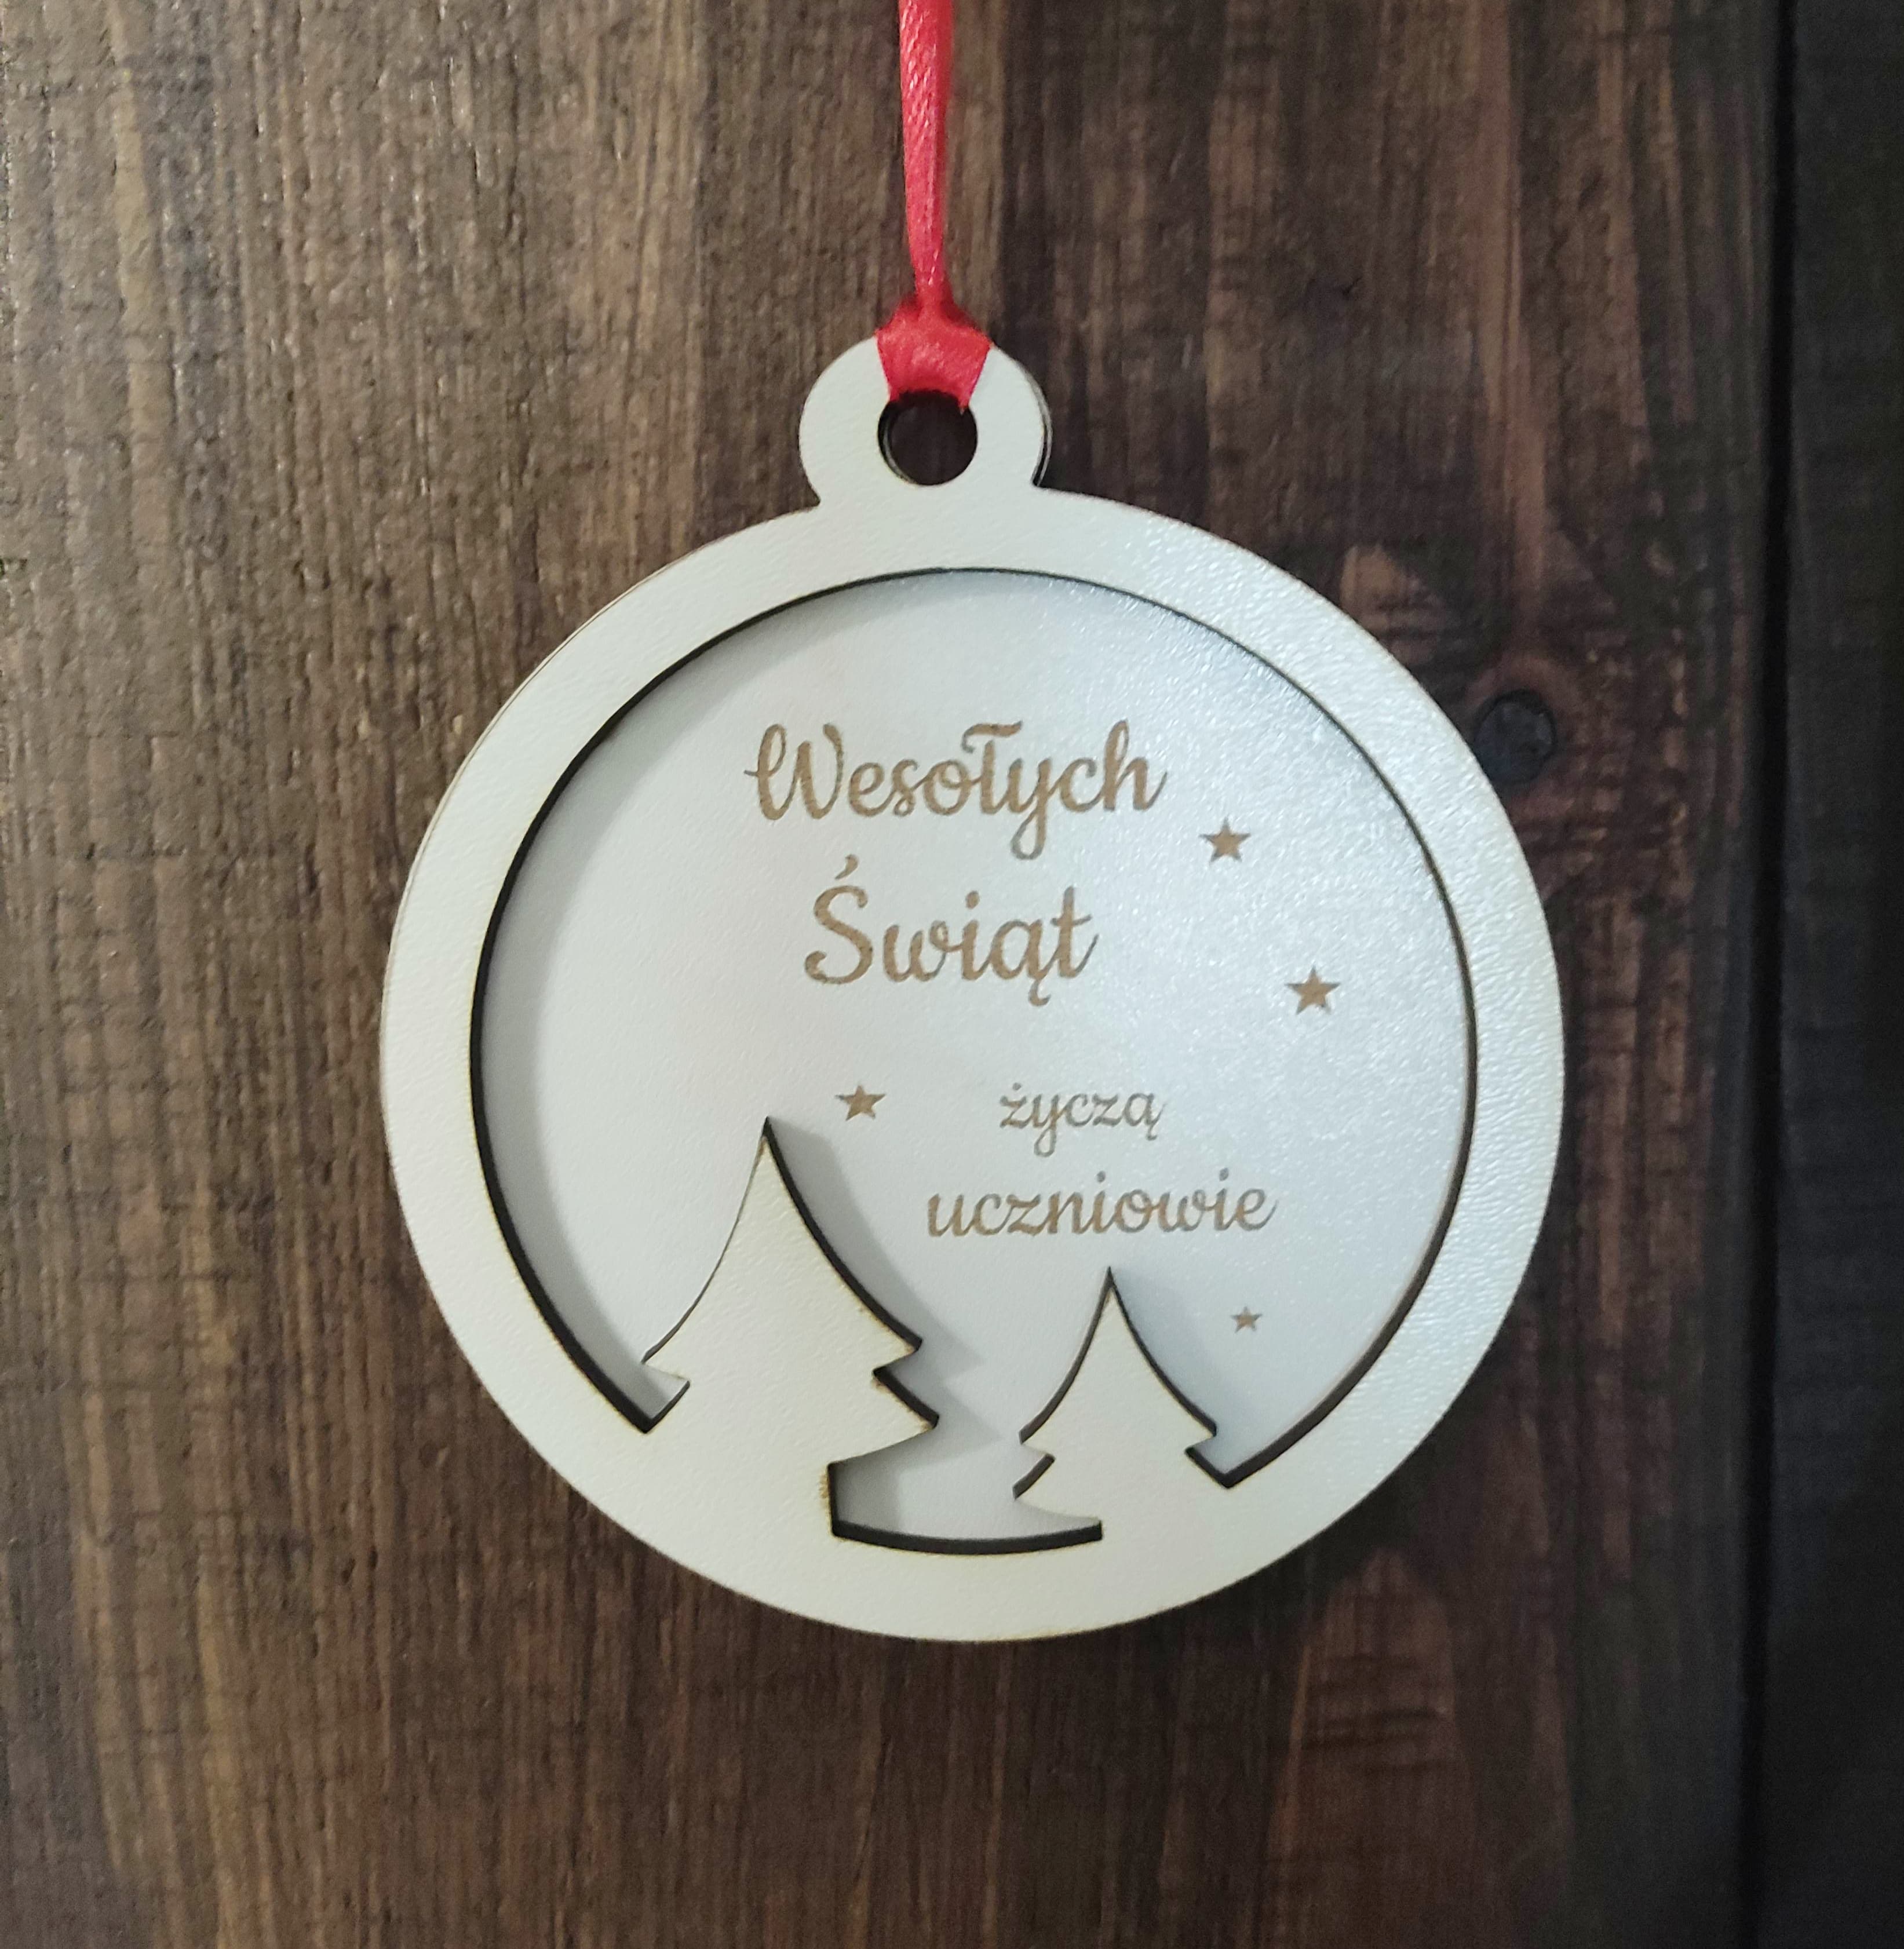 Wesołych
Świąt
życzą
uczniowie